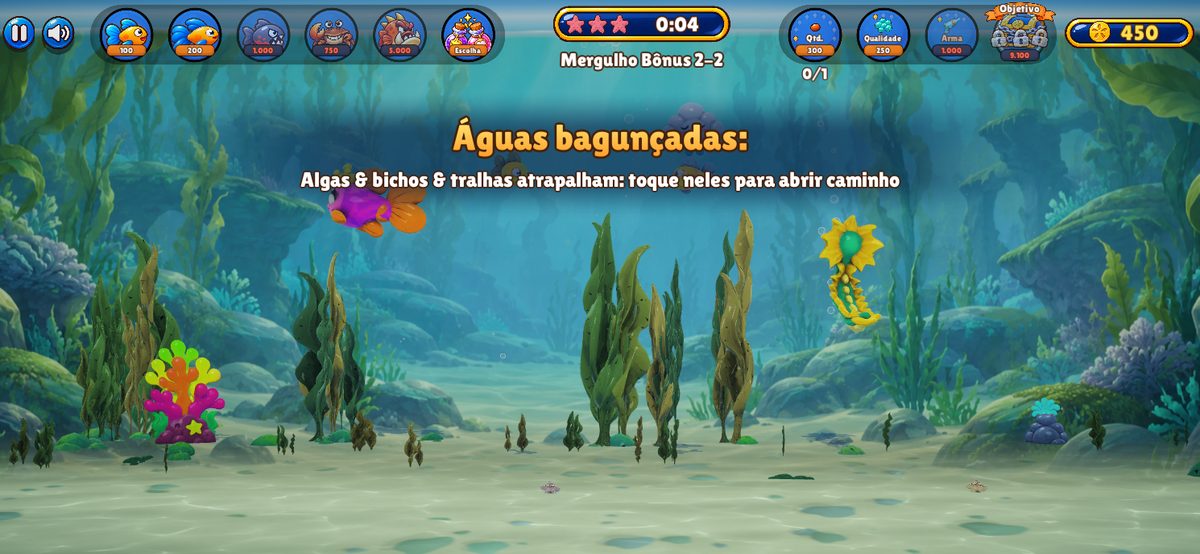 100
200
1.000
750
5.000
Escolha
0:04
Mergulho Bônus 2-2
Qtd.
300
0/1
Qualidade
250
Arma
1.000
Objetivo
9.100
450
Águas bagunçadas:
Algas & bichos & tralhas atrapalham: toque neles para abrir caminho